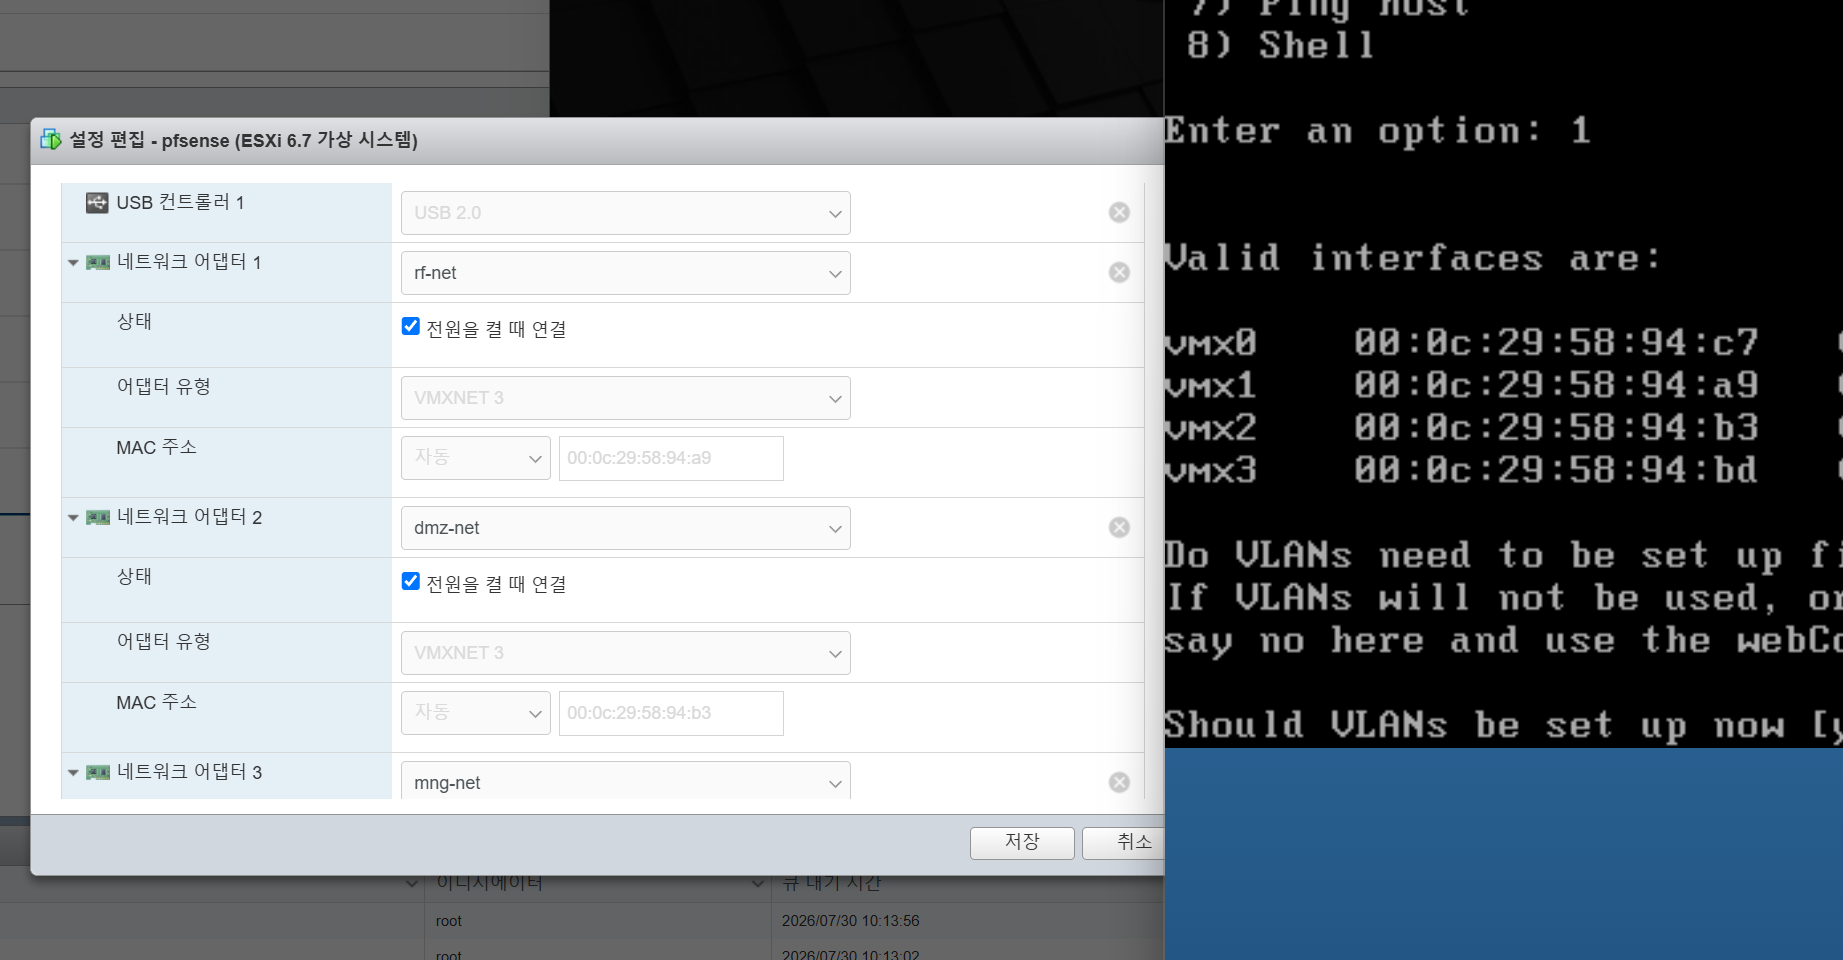 설정 편집 - pfsense (ESXi 6.7 가상 시스템)
USB 컨트롤러 1
USB 2.0
네트워크 어댑터 1
rf-net
상태
전원을 켤 때 연결
어댑터 유형
VMXNET 3
MAC 주소
자동
00:0c:29:58:94:a9
네트워크 어댑터 2
dmz-net
상태
전원을 켤 때 연결
어댑터 유형
VMXNET 3
MAC 주소
자동
00:0c:29:58:94:b3
네트워크 어댑터 3
mng-net
저장
취소
이니시에이터
큐 대기 시간
root
2026/07/30 10:13:56
root
2026/07/30 10:13:02
7) Ping host
8) Shell
Enter an option: 1
Valid interfaces are:
vmx0 00:0c:29:58:94:c7
vmx1 00:0c:29:58:94:a9
vmx2 00:0c:29:58:94:b3
vmx3 00:0c:29:58:94:bd
Do VLANs need to be set up
If VLANs will not be used,
say no here and use the
Should VLANs be set up now